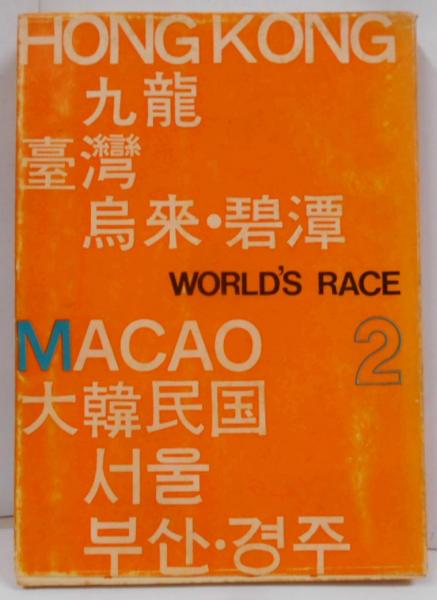 HONG KONG
九龍
臺灣
烏來・碧潭
WORLD'S RACE
MACAO 2
大韓民国
서울
부산・경주